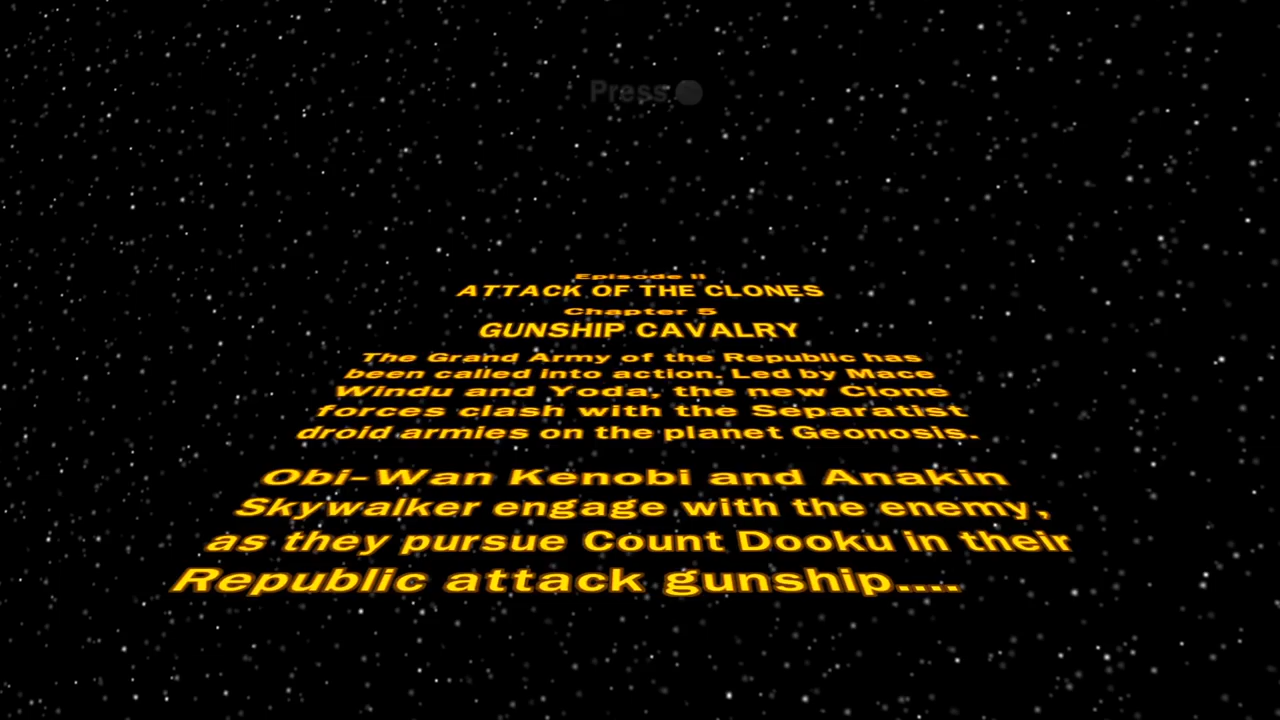 Press
Episode II
ATTACK OF THE CLONES
Chapter 5
GUNSHIP CAVALRY
The Grand Army of the Republic has
been called into action. Led by Mace
Windu and Yoda, the new Clone
forces clash with the Separatist
droid armies on the planet Geonosis.
Obi-Wan Kenobi and Anakin
Skywalker engage with the enemy,
as they pursue Count Dooku in their
Republic attack gunship....